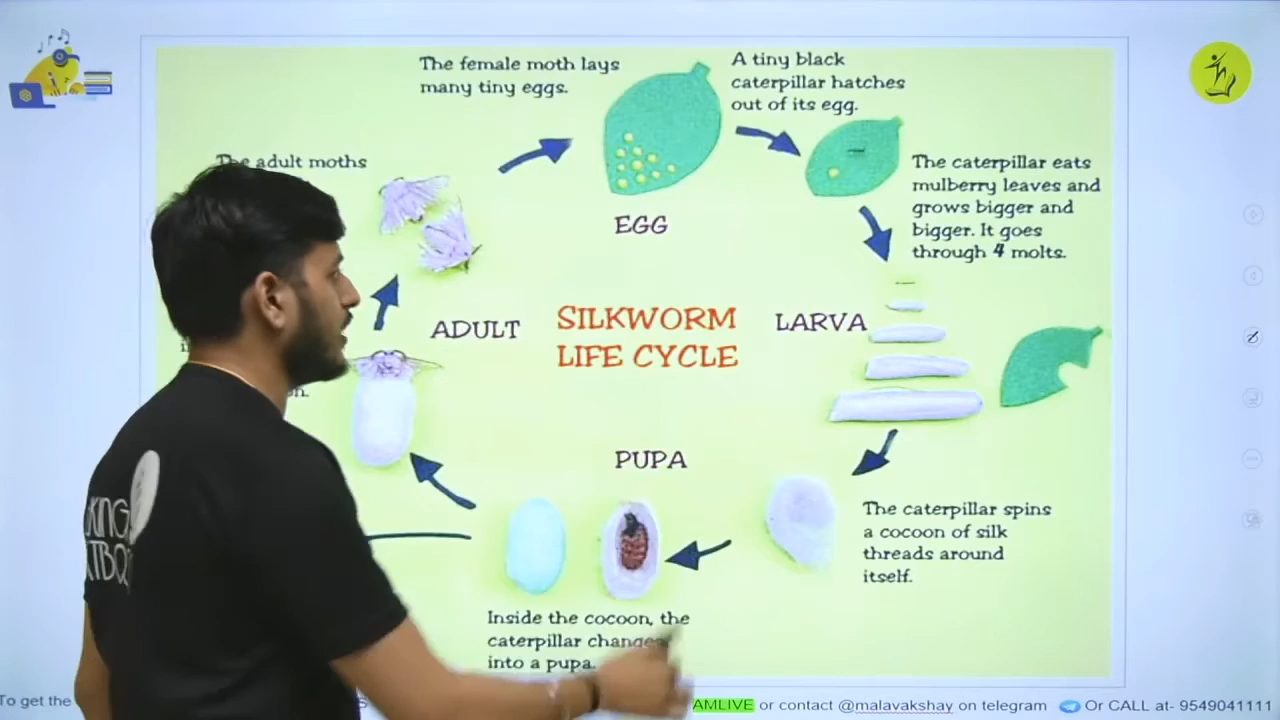 The female moth lays
many tiny eggs.
A tiny black
caterpillar hatches
out of its egg.
The adult moths
The caterpillar eats
mulberry leaves and
grows bigger and
bigger. It goes
through 4 molts.
EGG
ADULT
SILKWORM
LIFE CYCLE
LARVA
PUPA
The caterpillar spins
a cocoon of silk
threads around
itself.
Inside the cocoon, the
caterpillar changes
into a pupa.
To get the
AMLIVE or contact @malavakshay on telegram Or CALL at- 9549041111